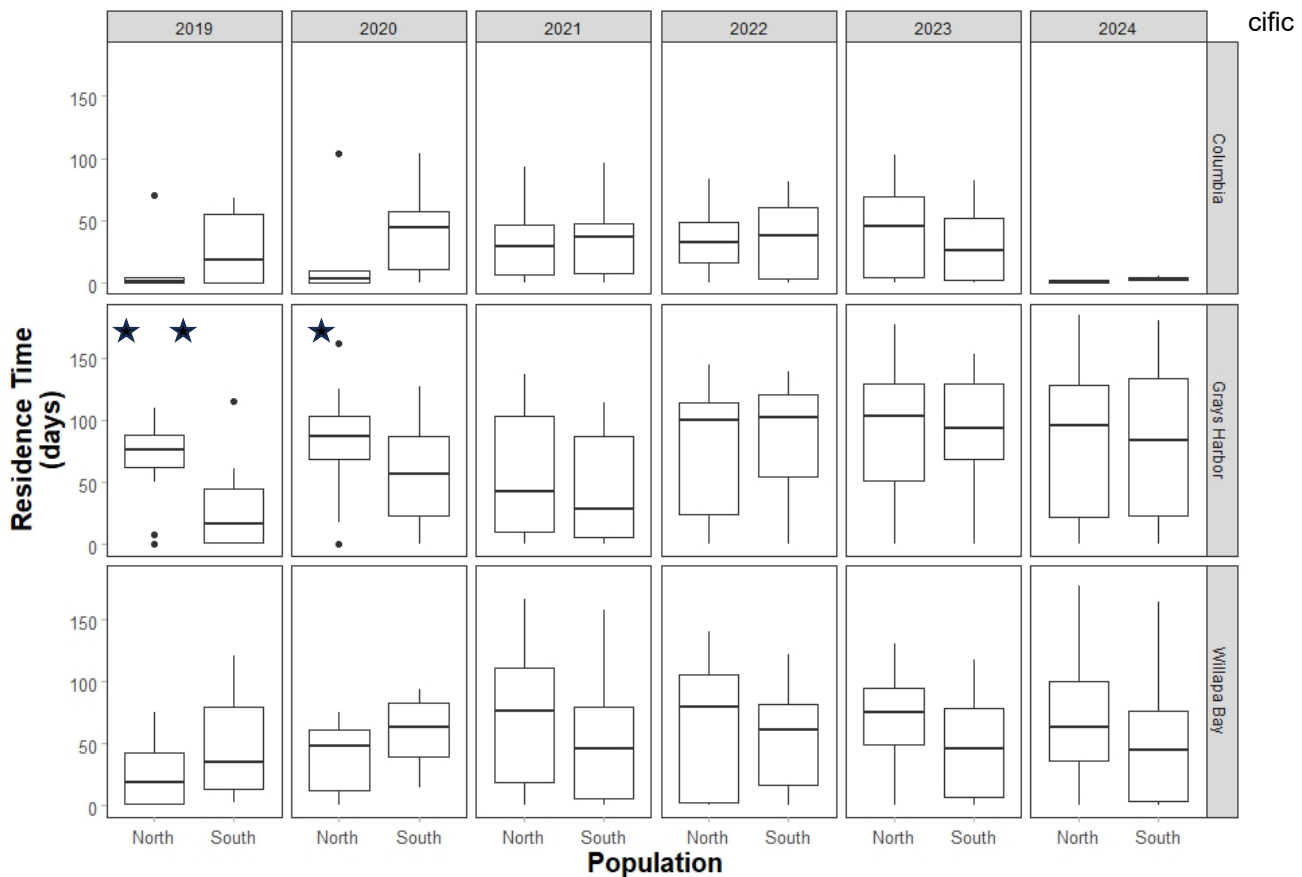 cific
2019 2020 2021 2022 2023 2024
150
100
50
0
Columbia
150
100
50
0
Grays Harbor
150
100
50
0
Willapa Bay
Residence Time
(days)
North South North South North South North South North South North South
Population